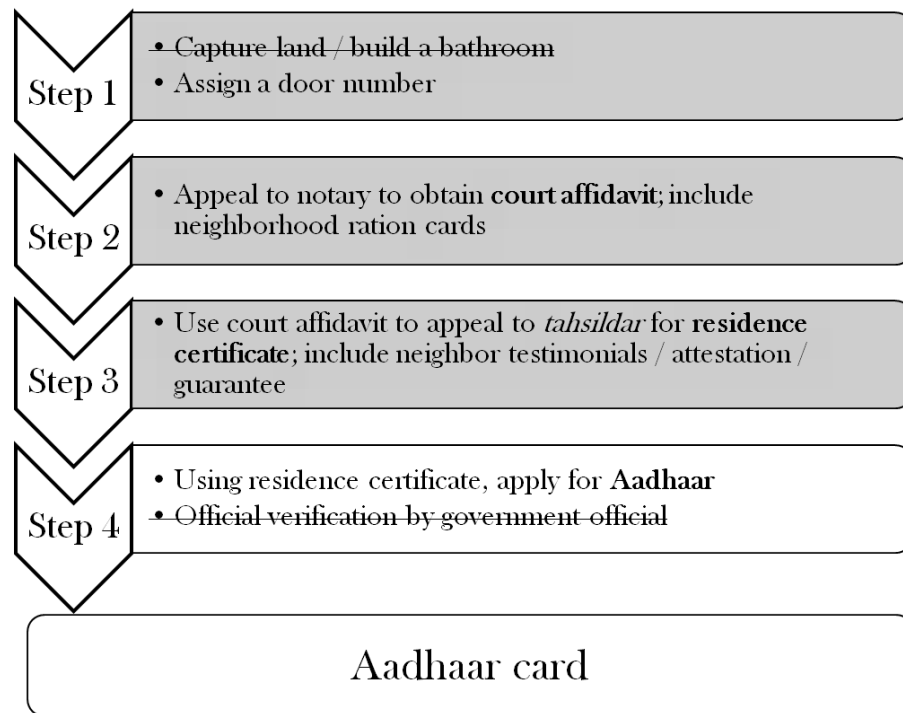 Step 1
• Capture land / build a bathroom
• Assign a door number
Step 2
• Appeal to notary to obtain court affidavit; include
neighborhood ration cards
Step 3
• Use court affidavit to appeal to tahsildar for residence
certificate; include neighbor testimonials / attestation /
guarantee
Step 4
• Using residence certificate, apply for Aadhaar
• Official verification by government official
Aadhaar card